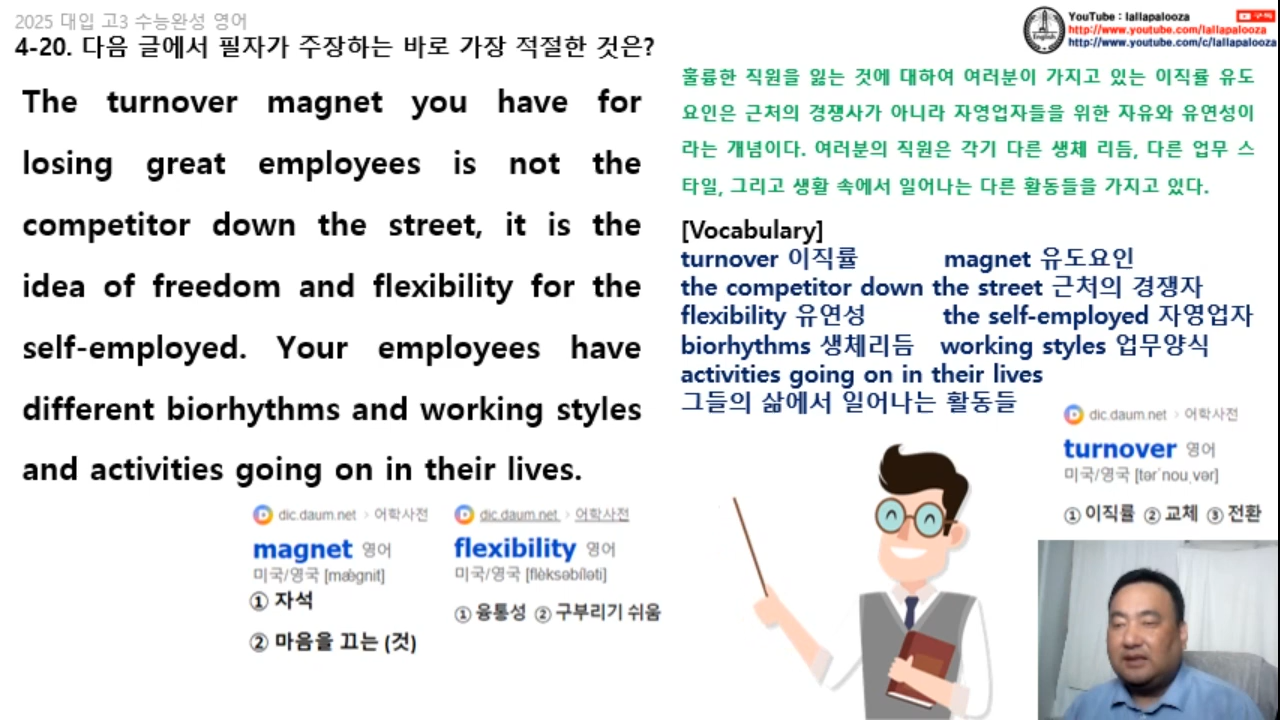 2025 대입 고3 수능완성 영어
4-20. 다음 글에서 필자가 주장하는 바로 가장 적절한 것은?
The turnover magnet you have for
losing great employees is not the
competitor down the street, it is the
idea of freedom and flexibility for the
self-employed. Your employees have
different biorhythms and working styles
and activities going on in their lives.
dic.daum.net > 어학사전
magnet 영어
미국/영국 [mǽgnit]
① 자석
② 마음을 끄는 (것)
dic.daum.net > 어학사전
flexibility 영어
미국/영국 [flèksəbíləti]
① 융통성 ② 구부리기 쉬움
YouTube : lallapalooza
구독
http://www.youtube.com/lallapalooza
http://www.youtube.com/c/lallapalooza
English
훌륭한 직원을 잃는 것에 대하여 여러분이 가지고 있는 이직률 유도
요인은 근처의 경쟁사가 아니라 자영업자들을 위한 자유와 유연성이
라는 개념이다. 여러분의 직원은 각기 다른 생체 리듬, 다른 업무 스
타일, 그리고 생활 속에서 일어나는 다른 활동들을 가지고 있다.
[Vocabulary]
turnover 이직률 magnet 유도요인
the competitor down the street 근처의 경쟁자
flexibility 유연성 the self-employed 자영업자
biorhythms 생체리듬 working styles 업무양식
activities going on in their lives
그들의 삶에서 일어나는 활동들
dic.daum.net > 어학사전
turnover 영어
미국/영국 [tərˈnouˌvər]
① 이직률 ② 교체 ③ 전환